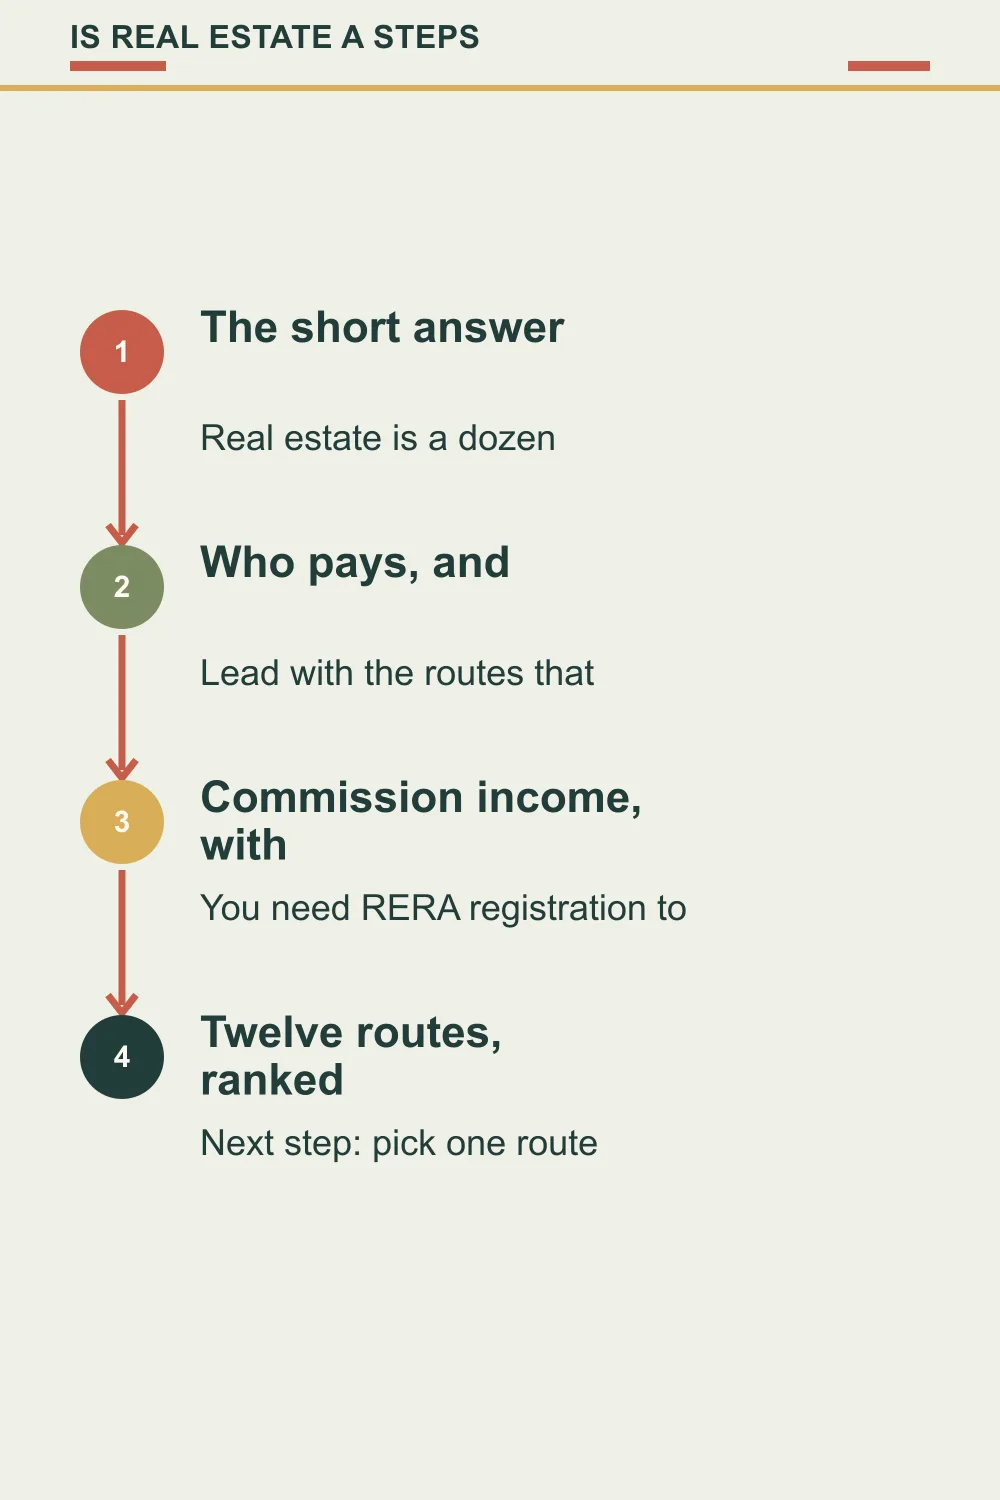 IS REAL ESTATE A STEPS
1
The short answer
Real estate is a dozen
2
Who pays, and
Lead with the routes that
3
Commission income,
with
You need RERA registration to
4
Twelve routes,
ranked
Next step: pick one route